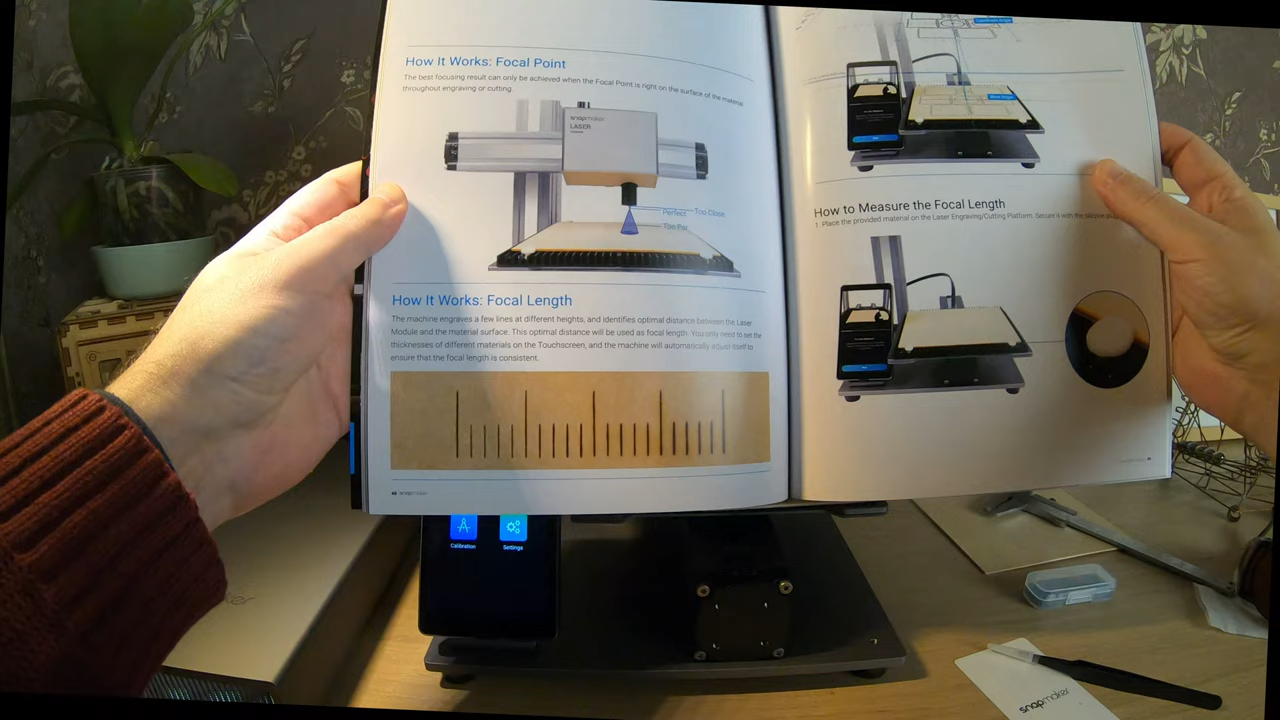 How It Works: Focal Point
The best focusing result can only be achieved when the Focal Point is right on the surface of the material
throughout engraving or cutting.
snapmaker
LASER
Perfect
Too Close
Too Far
How It Works: Focal Length
The machine engraves a few lines at different heights, and identifies optimal distance between the Laser
Module and the material surface. This optimal distance will be used as focal length. You only need to set the
thicknesses of different materials on the Touchscreen, and the machine will automatically adjust itself to
ensure that the focal length is consistent.
snapmaker
Work Origin
How to Measure the Focal Length
1. Place the provided material on the Laser Engraving/Cutting Platform. Secure it with the silicone
Calibration
Settings
snapmaker